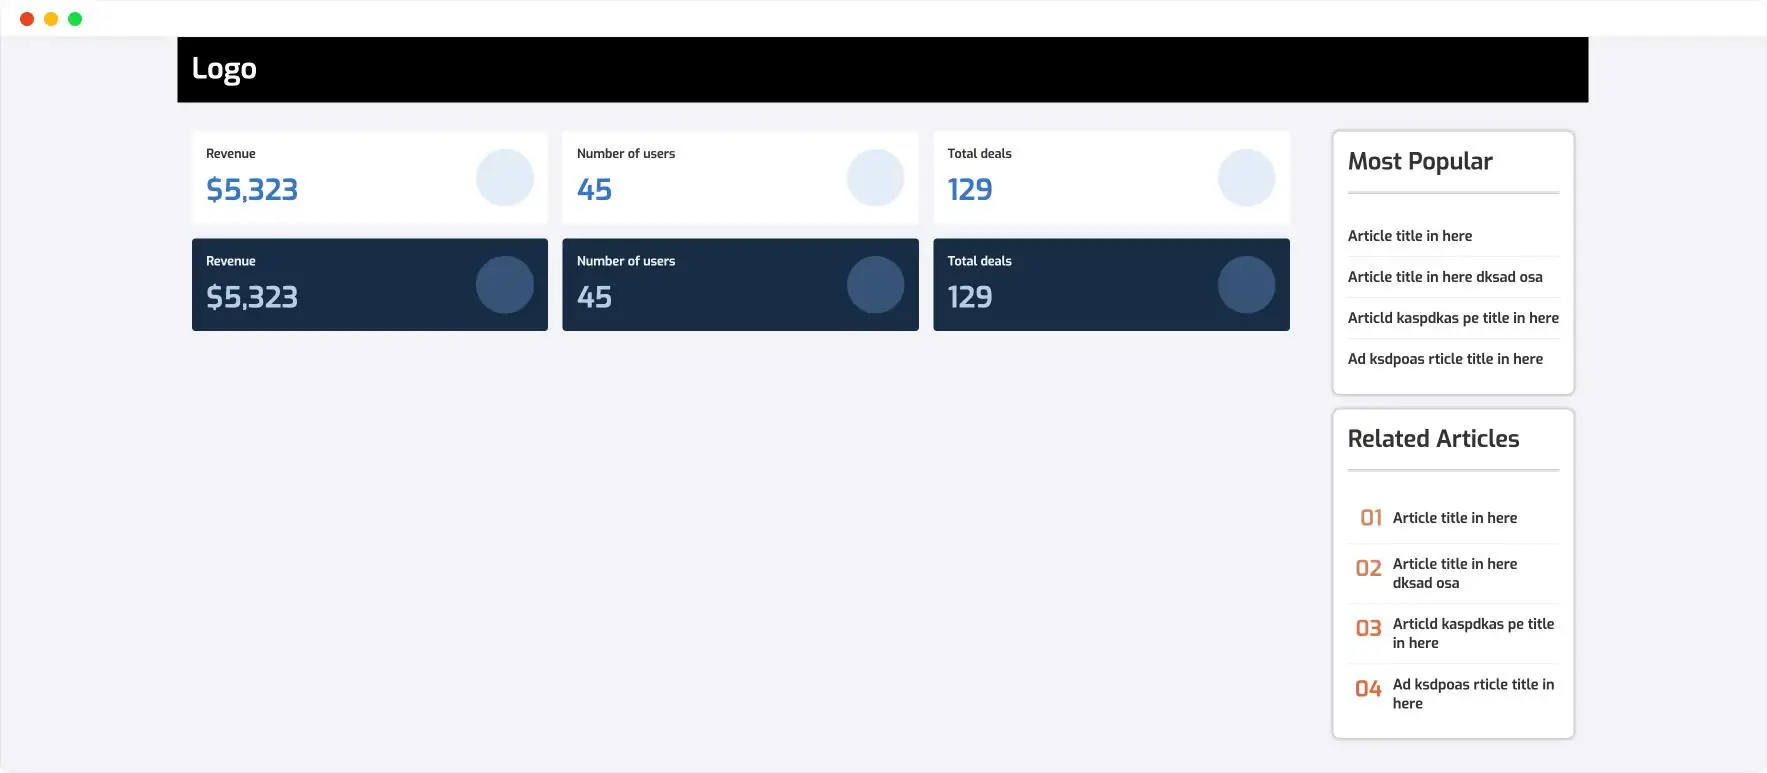 Logo
Revenue
$5,323
Number of users
45
Total deals
129
Revenue
$5,323
Number of users
45
Total deals
129
Most Popular
Article title in here
Article title in here dksad osa
Articld kaspdkas pe title in here
Ad ksdpoas rticle title in here
Related Articles
01 Article title in here
02 Article title in here
dksad osa
03 Articld kaspdkas pe title
in here
04 Ad ksdpoas rticle title in
here